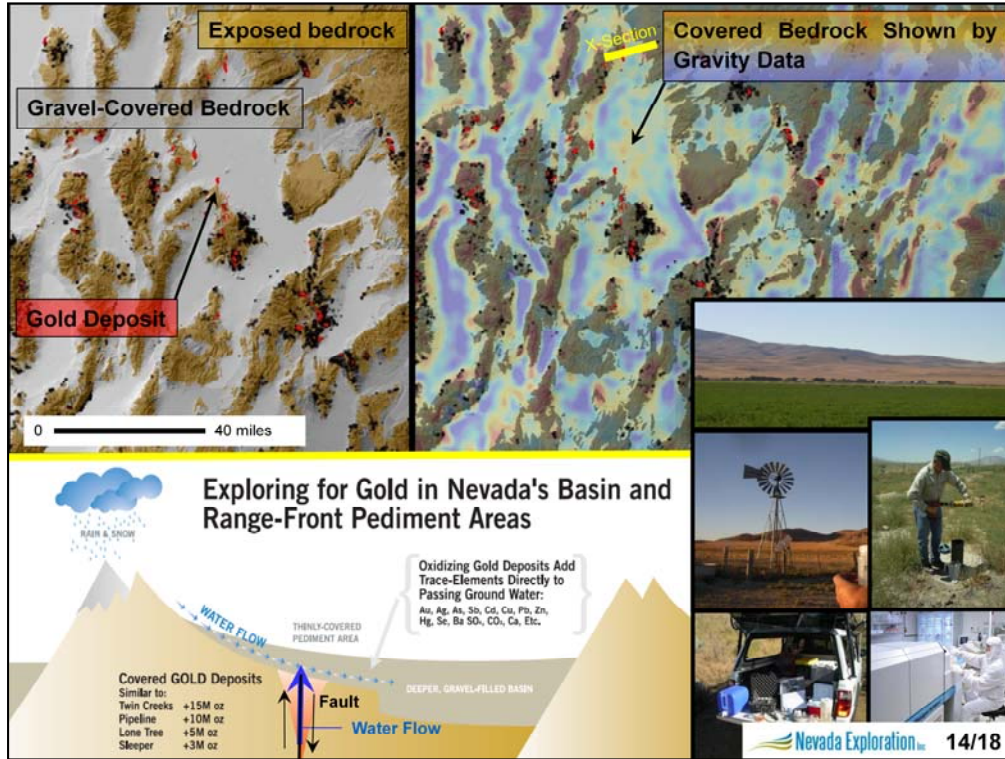 Exposed bedrock
Gravel-Covered Bedrock
Gold Deposit
0 40 miles
X-Section
Covered Bedrock Shown by
Gravity Data
RAIN & SNOW
Exploring for Gold in Nevada's Basin and
Range-Front Pediment Areas
WATER FLOW
THINLY-COVERED
PEDIMENT AREA
Oxidizing Gold Deposits Add
Trace-Elements Directly to
Passing Ground Water:
Au, Ag, As, Sb, Cd, Cu, Pb, Zn,
Hg, Se, Ba SO₄, CO₃, Ca, Etc.
DEEPER, GRAVEL-FILLED BASIN
Covered GOLD Deposits
Similar to:
Twin Creeks +15M oz
Pipeline +10M oz
Lone Tree +5M oz
Sleeper +3M oz
Fault
Water Flow
Nevada Exploration Inc
14/18